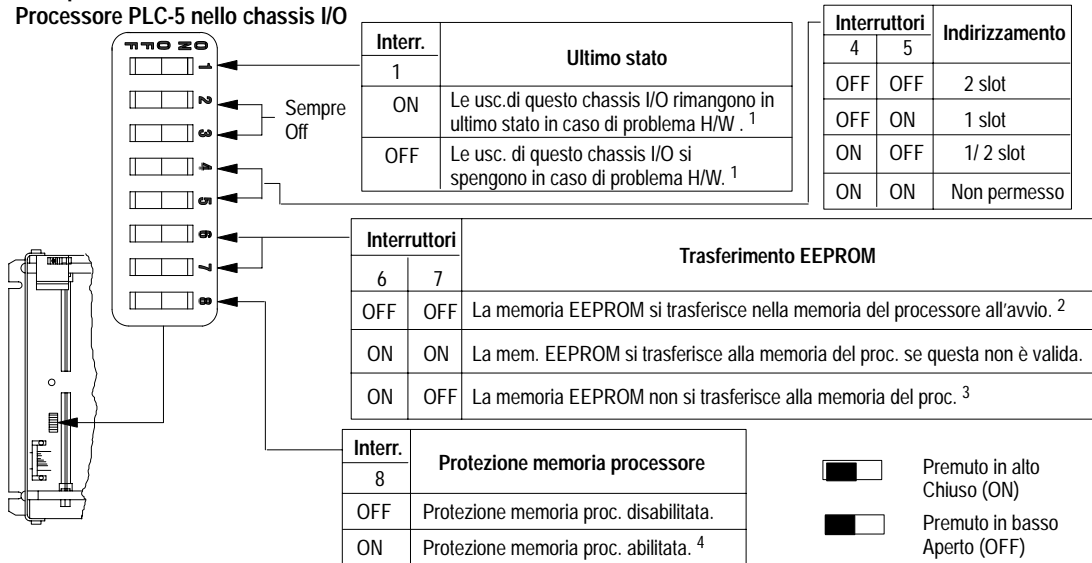 Processore PLC-5 nello chassis I/O
ON OFF
1
2
3
4
5
6
7
8
Sempre
Off
Interr.
1
Ultimo stato
ON
Le usc.di questo chassis I/O rimangono in
ultimo stato in caso di problema H/W . 1
OFF
Le usc. di questo chassis I/O si
spengono in caso di problema H/W. 1
Interruttori
4 5
Indirizzamento
OFF OFF 2 slot
OFF ON 1 slot
ON OFF 1/ 2 slot
ON ON Non permesso
Interruttori
6 7
Trasferimento EEPROM
OFF OFF La memoria EEPROM si trasferisce nella memoria del processore all'avvio. 2
ON ON La mem. EEPROM si trasferisce alla memoria del proc. se questa non è valida.
ON OFF La memoria EEPROM non si trasferisce alla memoria del proc. 3
Interr.
8
Protezione memoria processore
OFF Protezione memoria proc. disabilitata.
ON Protezione memoria proc. abilitata. 4
Premuto in alto
Chiuso (ON)
Premuto in basso
Aperto (OFF)